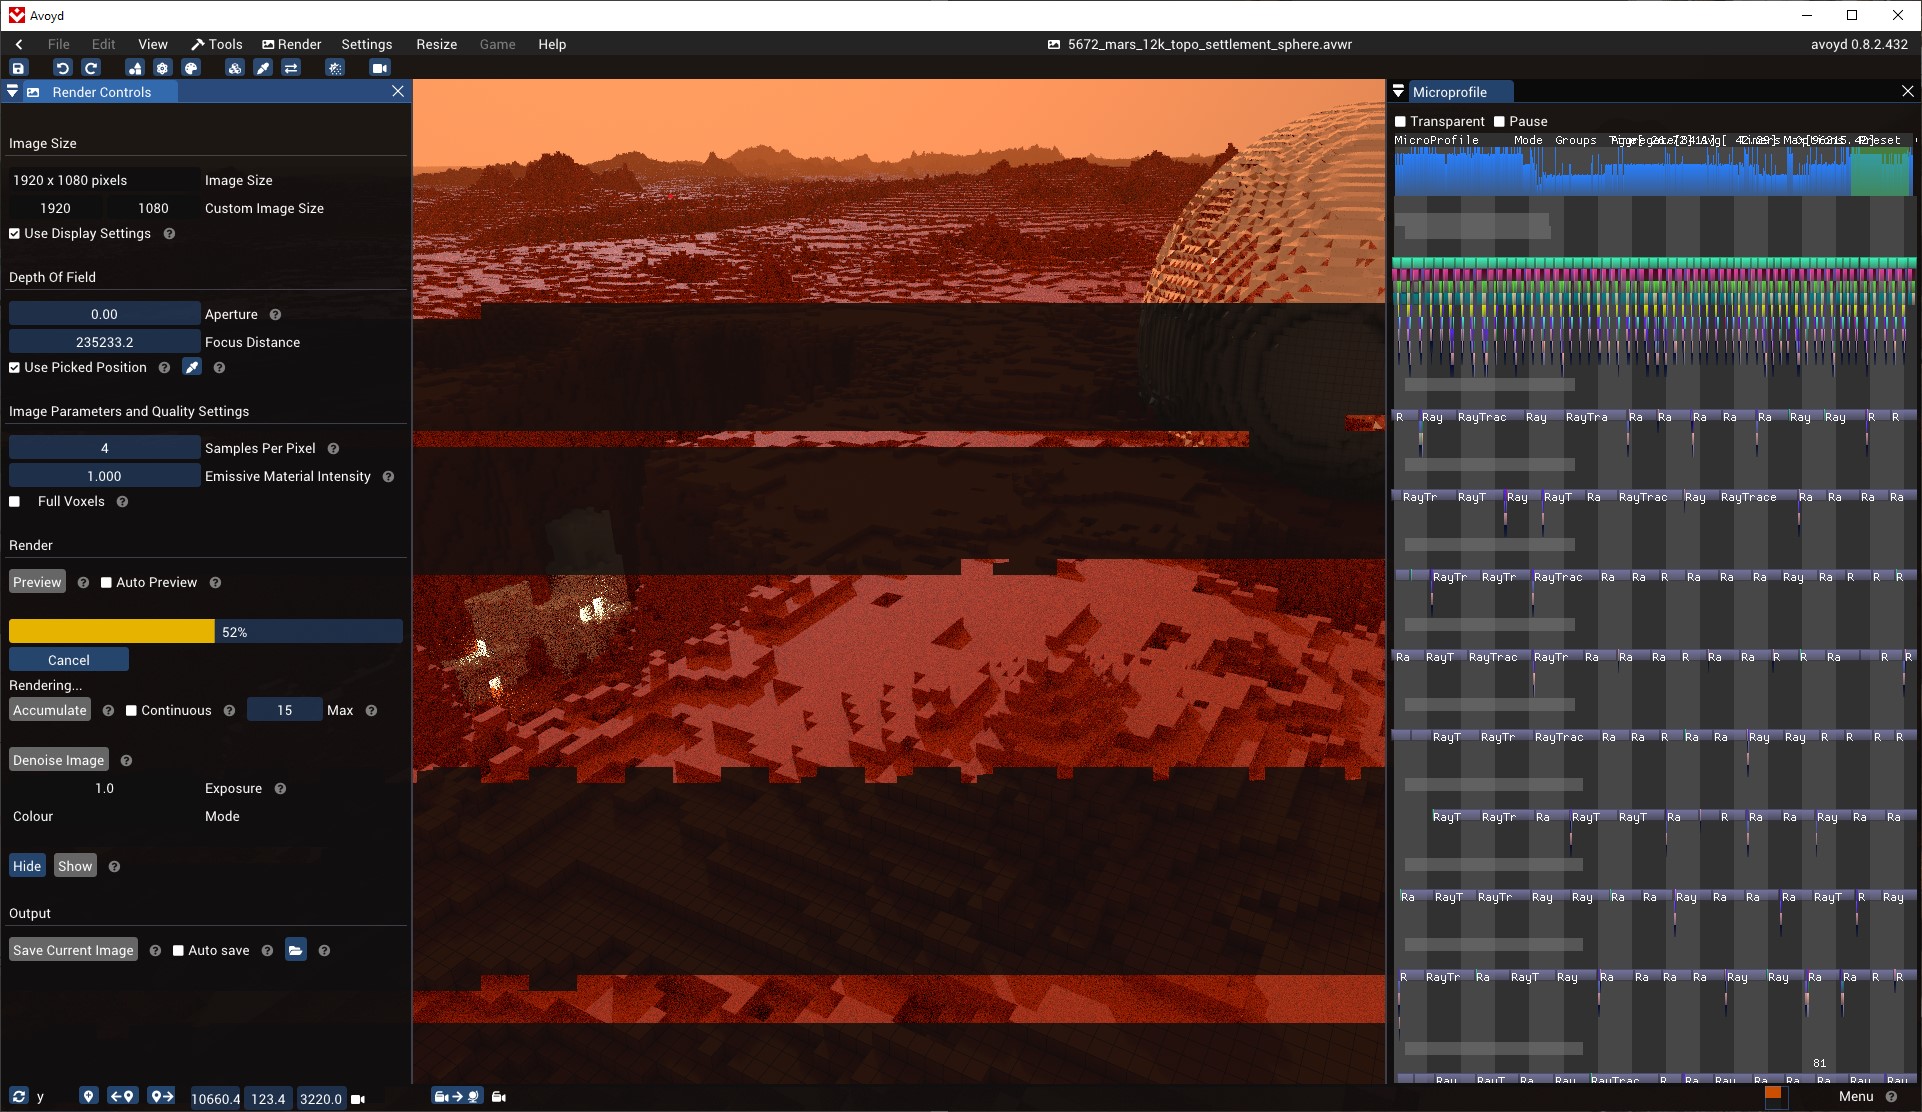 Avoyd
File Edit View Tools Render Settings Resize Game Help 5672_mars_12k_topo_settlement_sphere.avwr avoyd 0.8.2.432
Render Controls
Image Size
1920 x 1080 pixels Image Size
1920 1080 Custom Image Size
Use Display Settings ?
Depth Of Field
0.00 Aperture ?
235233.2 Focus Distance
Use Picked Position ? ?
Image Parameters and Quality Settings
4 Samples Per Pixel ?
1.000 Emissive Material Intensity ?
Full Voxels ?
Render
Preview ? Auto Preview ?
52%
Cancel
Rendering...
Accumulate ? Continuous ? 15 Max ?
Denoise Image ?
1.0 Exposure ?
Colour Mode
Hide Show ?
Output
Save Current Image ? Auto save ? ?
y 10660.4 123.4 3220.0
Microprofile
Transparent Pause
MicroProfile Mode Groups
R Ray RayTrac Ray RayTra Ra Ra Ra Ra Ra Ray Ray R R
RayTr RayT Ray RayT Ra RayTrac Ray RayTrace Ra Ra Ra Ra
RayTr RayTr RayTrac Ra Ra R Ra Ra Ra Ray Ra R R R
Ra RayT RayTrac RayTr Ra Ra Ra R Ra Ra R R Ra R R
RayT RayTr RayTrac Ra Ra R Ra Ra Ray Ray R R R R
RayT RayTr Ra RayT RayT Ra R Ra Ra Ray Ra Ra
Ra RayT RayTr Ray Ray Ra Ra Ray Ra Ra RayT R Ray
R RayTr Ra RayT Ray Ra Ra Ra Ra Ray Ray Ra Ra R R
81
Menu ?